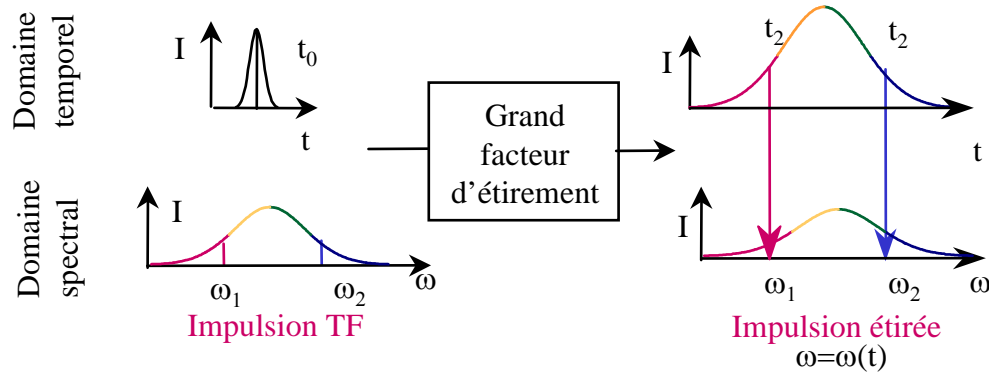 Domaine
temporel
I
t₀
t
Grand
facteur
d'étirement
I
t₂
t₂
t
Domaine
spectral
I
ω₁
ω₂
ω
Impulsion TF
I
ω₁
ω₂
ω
Impulsion étirée
ω=ω(t)